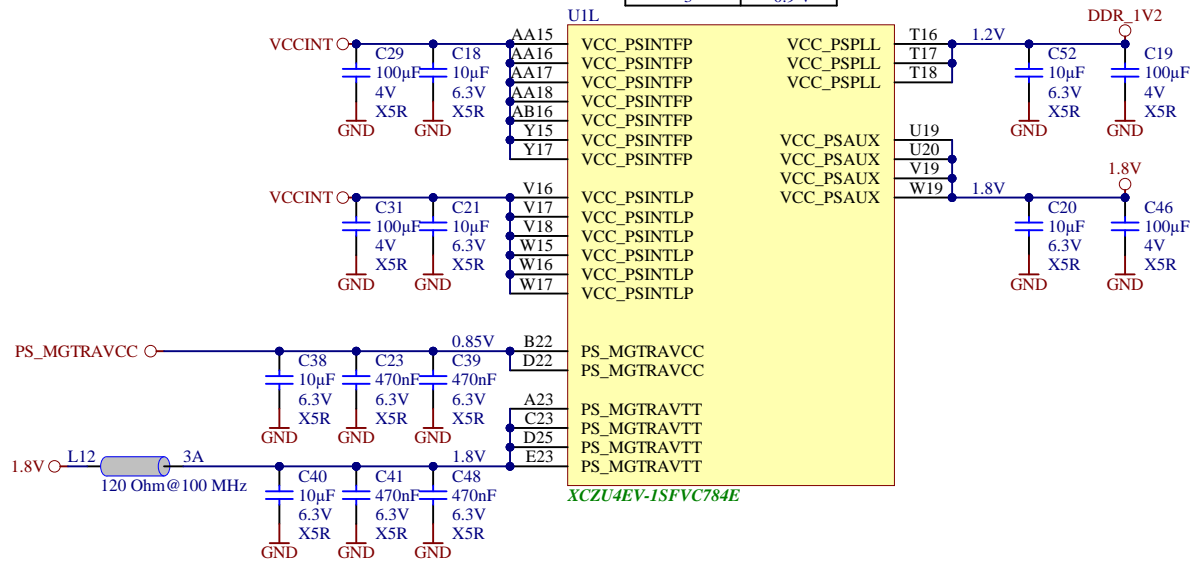 U1L
VCCINT
C29
100µF
4V
X5R
GND
C18
10µF
6.3V
X5R
GND
AA15 VCC_PSINTFP
AA16 VCC_PSINTFP
AA17 VCC_PSINTFP
AA18 VCC_PSINTFP
AB16 VCC_PSINTFP
Y15 VCC_PSINTFP
Y17 VCC_PSINTFP
VCCINT
C31
100µF
4V
X5R
GND
C21
10µF
6.3V
X5R
GND
V16 VCC_PSINTLP
V17 VCC_PSINTLP
V18 VCC_PSINTLP
W15 VCC_PSINTLP
W16 VCC_PSINTLP
W17 VCC_PSINTLP
PS_MGTRAVCC
0.85V
C38
10µF
6.3V
X5R
GND
C23
470nF
6.3V
X5R
GND
C39
470nF
6.3V
X5R
GND
B22 PS_MGTRAVCC
D22 PS_MGTRAVCC
1.8V
L12
3A
120 Ohm@100 MHz
1.8V
C40
10µF
6.3V
X5R
GND
C41
470nF
6.3V
X5R
GND
C48
470nF
6.3V
X5R
GND
A23 PS_MGTRAVTT
C23 PS_MGTRAVTT
D25 PS_MGTRAVTT
E23 PS_MGTRAVTT
XCZU4EV-1SFVC784E
VCC_PSPLL T16
VCC_PSPLL T17
VCC_PSPLL T18
1.2V
DDR_1V2
C52
10µF
6.3V
X5R
GND
C19
100µF
4V
X5R
GND
VCC_PSAUX U19
VCC_PSAUX U20
VCC_PSAUX V19
VCC_PSAUX W19
1.8V
1.8V
C20
10µF
6.3V
X5R
GND
C46
100µF
4V
X5R
GND